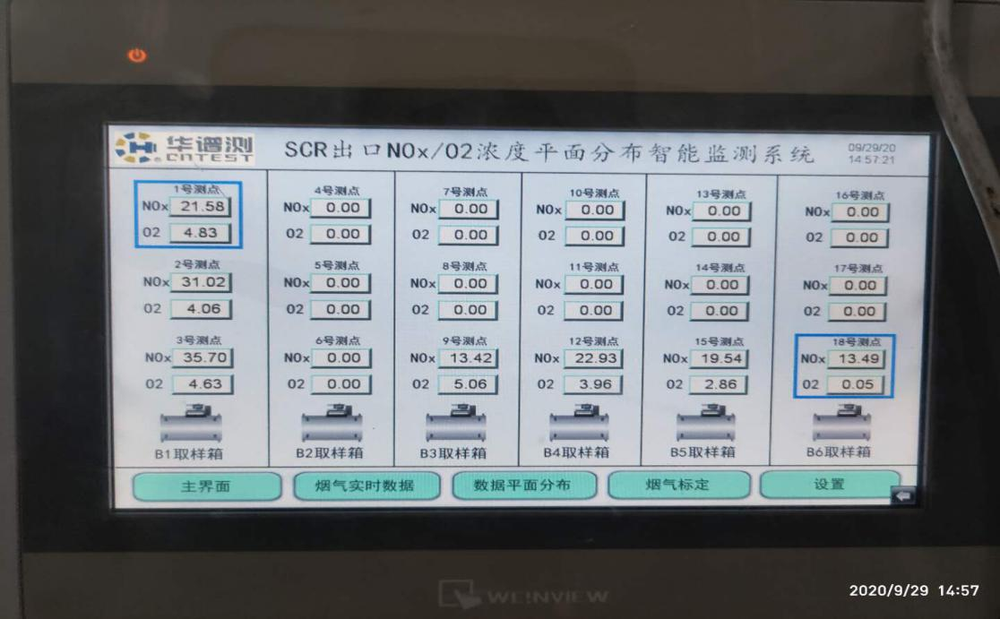 华谱测
CNTEST
SCR出口NOx/O2浓度平面分布智能监测系统
09/29/20
14:57:21
1号测点
NOx 21.58
O2 4.83
2号测点
NOx 31.02
O2 4.06
3号测点
NOx 35.70
O2 4.63
B1取样箱
4号测点
NOx 0.00
O2 0.00
5号测点
NOx 0.00
O2 0.00
6号测点
NOx 0.00
O2 0.00
B2取样箱
7号测点
NOx 0.00
O2 0.00
8号测点
NOx 0.00
O2 0.00
9号测点
NOx 13.42
O2 5.06
B3取样箱
10号测点
NOx 0.00
O2 0.00
11号测点
NOx 0.00
O2 0.00
12号测点
NOx 22.93
O2 3.96
B4取样箱
13号测点
NOx 0.00
O2 0.00
14号测点
NOx 0.00
O2 0.00
15号测点
NOx 19.54
O2 2.86
B5取样箱
16号测点
NOx 0.00
O2 0.00
17号测点
NOx 0.00
O2 0.00
18号测点
NOx 13.49
O2 0.05
B6取样箱
主界面
烟气实时数据
数据平面分布
烟气标定
设置
WEINVIEW
2020/9/29 14:57